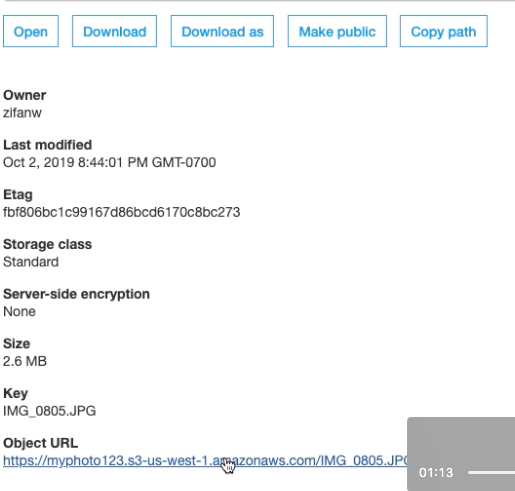 Open Download Download as Make public Copy path
Owner
zifanw
Last modified
Oct 2, 2019 8:44:01 PM GMT-0700
Etag
fbf806bc1c99167d86bcd6170c8bc273
Storage class
Standard
Server-side encryption
None
Size
2.6 MB
Key
IMG_0805.JPG
Object URL
https://myphoto123.s3-us-west-1.amazonaws.com/IMG_0805.JPG
01:13